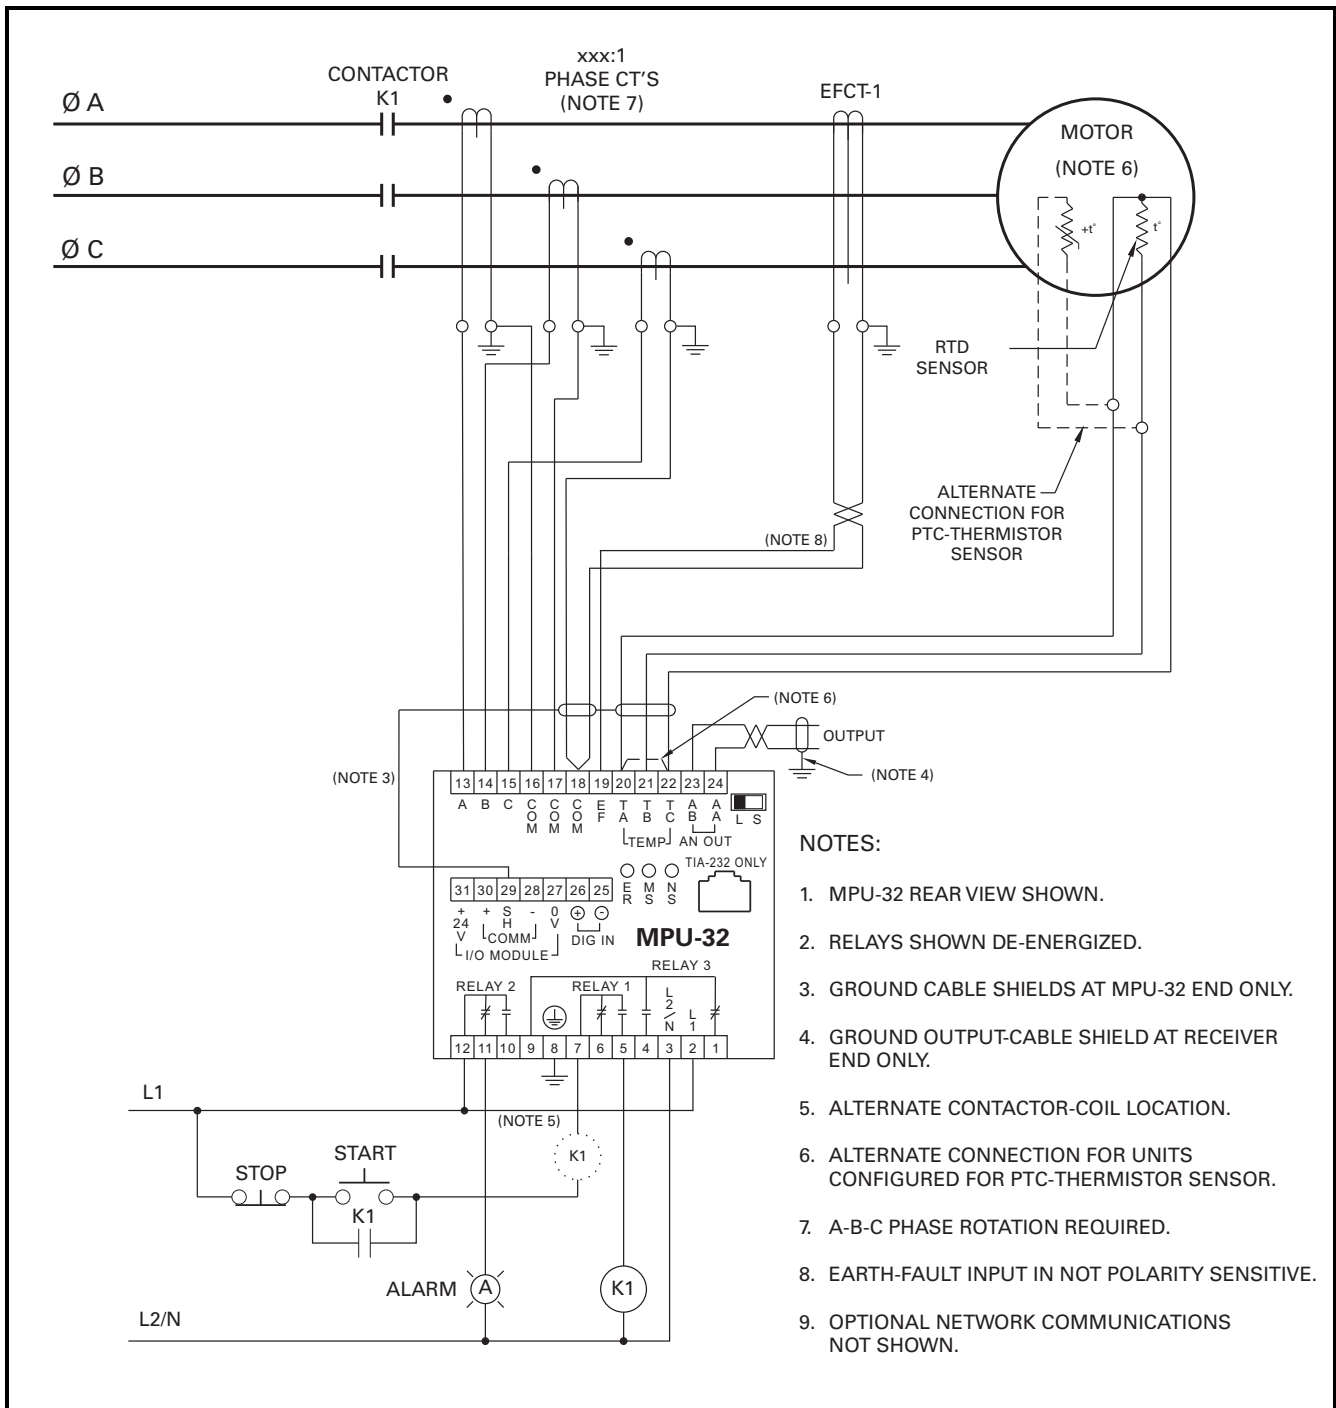 xxx:1
PHASE CT'S
(NOTE 7)
CONTACTOR
K1
EFCT-1
Ø A
Ø B
Ø C
MOTOR
(NOTE 6)
+t°
t°
RTD
SENSOR
ALTERNATE
CONNECTION FOR
PTC-THERMISTOR
SENSOR
(NOTE 8)
(NOTE 6)
OUTPUT
(NOTE 4)
(NOTE 3)
13 14 15 16 17 18 19 20 21 22 23 24
A B C COM COM COM EF TA TB TC AB AA
L S
TEMP AN OUT
TIA-232 ONLY
ER MS NS
31 30 29 28 27 26 25
+24V + SH - 0V + -
COMM DIG IN
I/O MODULE
MPU-32
RELAY 3
RELAY 2 RELAY 1
L2/N L1
12 11 10 9 8 7 6 5 4 3 2 1
L1
(NOTE 5)
K1
STOP
START
K1
ALARM
A
K1
L2/N
NOTES:
1. MPU-32 REAR VIEW SHOWN.
2. RELAYS SHOWN DE-ENERGIZED.
3. GROUND CABLE SHIELDS AT MPU-32 END ONLY.
4. GROUND OUTPUT-CABLE SHIELD AT RECEIVER
END ONLY.
5. ALTERNATE CONTACTOR-COIL LOCATION.
6. ALTERNATE CONNECTION FOR UNITS
CONFIGURED FOR PTC-THERMISTOR SENSOR.
7. A-B-C PHASE ROTATION REQUIRED.
8. EARTH-FAULT INPUT IN NOT POLARITY SENSITIVE.
9. OPTIONAL NETWORK COMMUNICATIONS
NOT SHOWN.